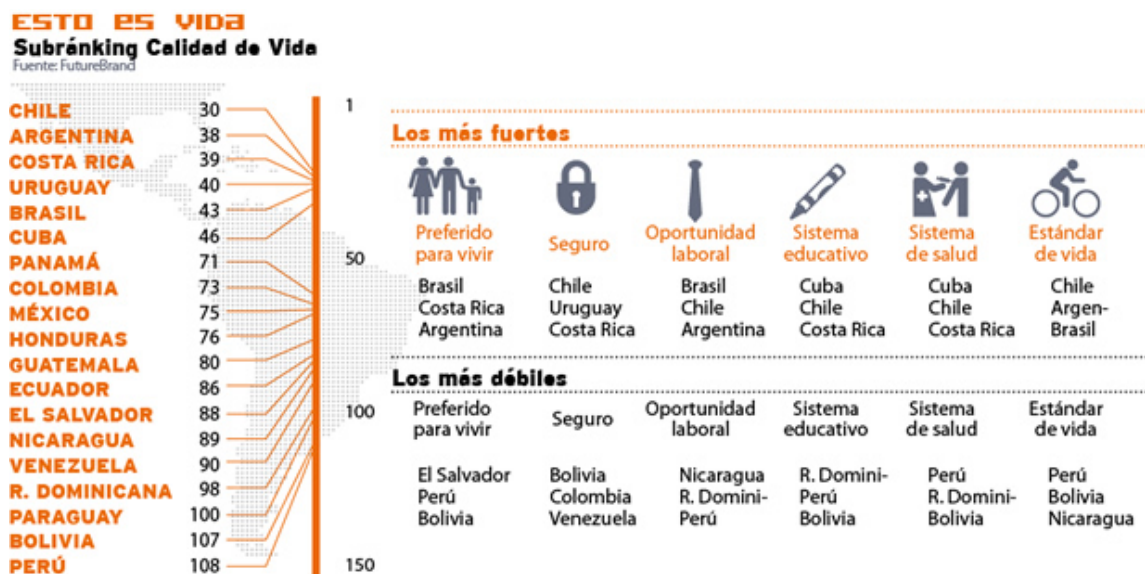 ESTO ES VIDA
Subránking Calidad de Vida
Fuente: FutureBrand
CHILE 30
ARGENTINA 38
COSTA RICA 39
URUGUAY 40
BRASIL 43
CUBA 46
PANAMÁ 71
COLOMBIA 73
MÉXICO 75
HONDURAS 76
GUATEMALA 80
ECUADOR 86
EL SALVADOR 88
NICARAGUA 89
VENEZUELA 90
R. DOMINICANA 98
PARAGUAY 100
BOLIVIA 107
PERÚ 108
1
50
100
150
Los más fuertes
Preferido para vivir
Brasil
Costa Rica
Argentina
Seguro
Chile
Uruguay
Costa Rica
Oportunidad laboral
Brasil
Chile
Argentina
Sistema educativo
Cuba
Chile
Costa Rica
Sistema de salud
Cuba
Chile
Costa Rica
Estándar de vida
Chile
Argen-
Brasil
Los más débiles
Preferido para vivir
El Salvador
Perú
Bolivia
Seguro
Bolivia
Colombia
Venezuela
Oportunidad laboral
Nicaragua
R. Domini-
Perú
Sistema educativo
R. Domini-
Perú
Bolivia
Sistema de salud
Perú
R. Domini-
Bolivia
Estándar de vida
Perú
Bolivia
Nicaragua